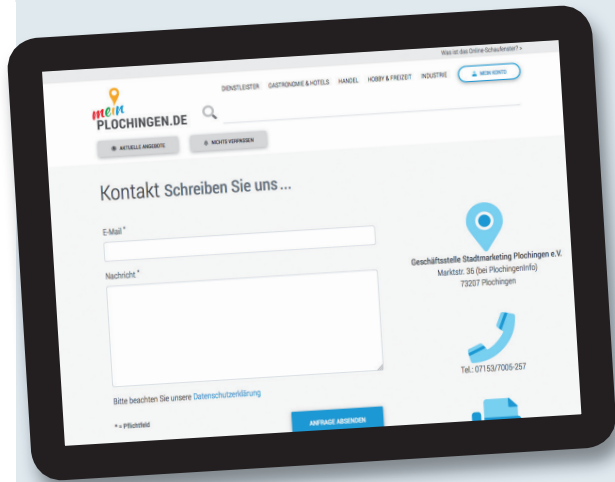 Was ist das Online-Schaufenster? »
DIENSTLEISTER GASTRONOMIE & HOTELS HANDEL HOBBY & FREIZEIT INDUSTRIE MEIN KONTO
mein
PLOCHINGEN.DE
AKTUELLE ANGEBOTE NICHTS VERPASSEN
Kontakt Schreiben Sie uns ...
E-Mail *
Nachricht *
Bitte beachten Sie unsere Datenschutzerklärung
* = Pflichtfeld
ANFRAGE ABSENDEN
Geschäftsstelle Stadtmarketing Plochingen e.V.
Marktstr. 36 (bei PlochingenInfo)
73207 Plochingen
Tel.: 07153/7005-257